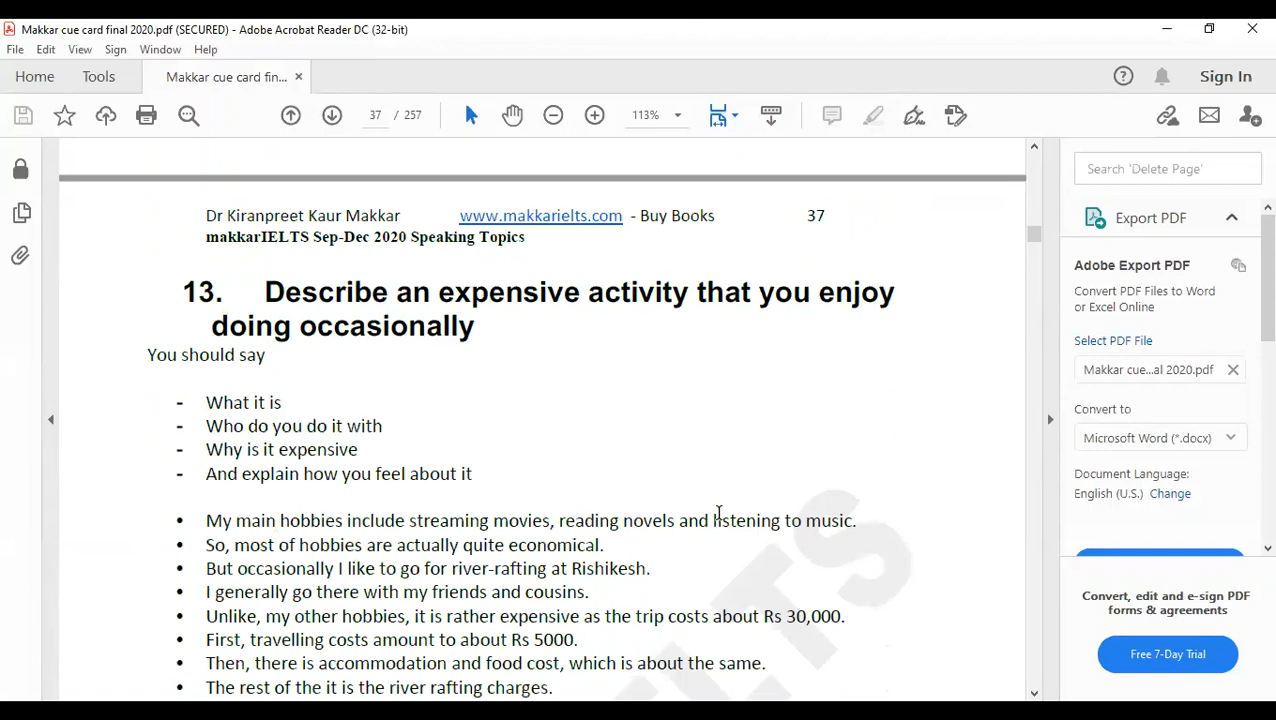 Makkar cue card final 2020.pdf (SECURED) - Adobe Acrobat Reader DC (32-bit)
File Edit View Sign Window Help
Home Tools Makkar cue card fin... × Sign In
37 / 257 113%
Search 'Delete Page'
Export PDF
Adobe Export PDF
Convert PDF Files to Word
or Excel Online
Select PDF File
Makkar cue...al 2020.pdf
Convert to
Microsoft Word (*.docx)
Document Language:
English (U.S.) Change
Convert, edit and e-sign PDF
forms & agreements
Free 7-Day Trial
Dr Kiranpreet Kaur Makkar www.makkarielts.com - Buy Books 37
makkarIELTS Sep-Dec 2020 Speaking Topics
13. Describe an expensive activity that you enjoy
doing occasionally
You should say
- What it is
- Who do you do it with
- Why is it expensive
- And explain how you feel about it
• My main hobbies include streaming movies, reading novels and listening to music.
• So, most of hobbies are actually quite economical.
• But occasionally I like to go for river-rafting at Rishikesh.
• I generally go there with my friends and cousins.
• Unlike, my other hobbies, it is rather expensive as the trip costs about Rs 30,000.
• First, travelling costs amount to about Rs 5000.
• Then, there is accommodation and food cost, which is about the same.
• The rest of the it is the river rafting charges.